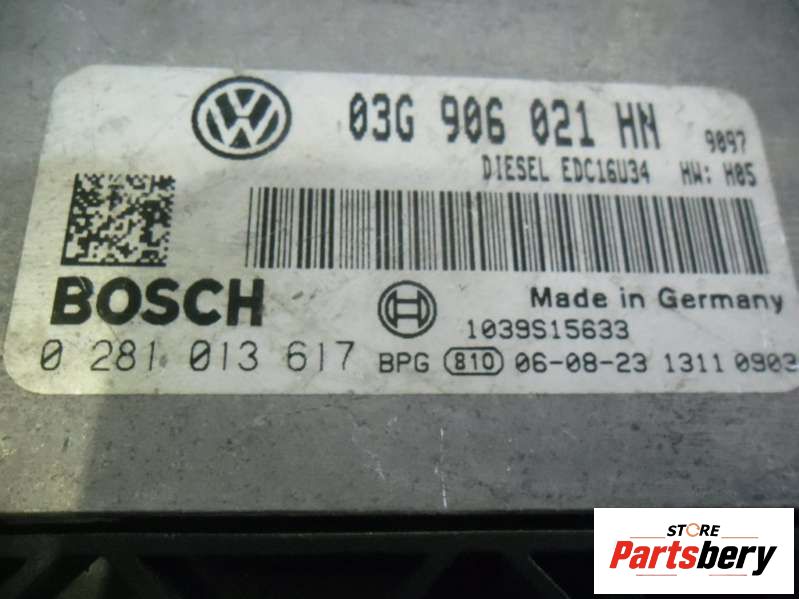 03G 906 021 HN 9097
DIESEL EDC16U34 HW: H05
BOSCH
Made in Germany
1039S15633
0 281 013 617 BPG 810 06-08-23 1311 0903
STORE
Partsbery